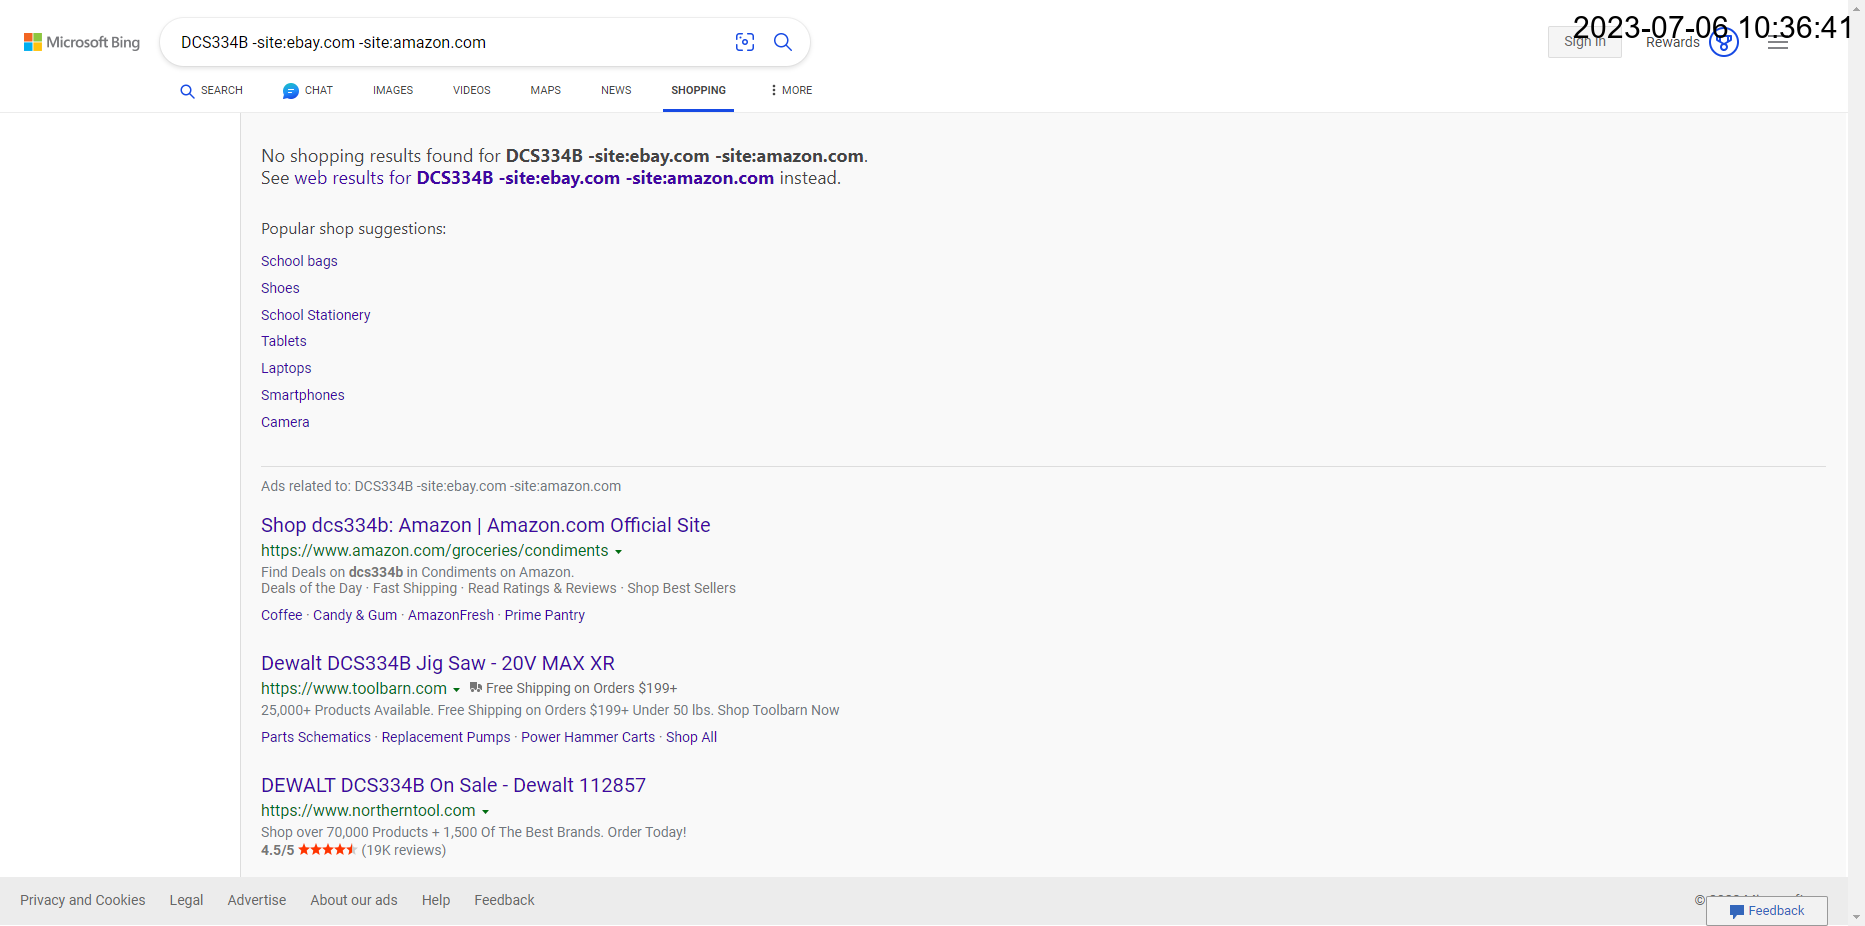 Microsoft Bing
DCS334B -site:ebay.com -site:amazon.com
2023-07-06 10:36:41
Sign in
Rewards
SEARCH
CHAT
IMAGES
VIDEOS
MAPS
NEWS
SHOPPING
MORE
No shopping results found for DCS334B -site:ebay.com -site:amazon.com.
See web results for DCS334B -site:ebay.com -site:amazon.com instead.
Popular shop suggestions:
School bags
Shoes
School Stationery
Tablets
Laptops
Smartphones
Camera
Ads related to: DCS334B -site:ebay.com -site:amazon.com
Shop dcs334b: Amazon | Amazon.com Official Site
https://www.amazon.com/groceries/condiments
Find Deals on dcs334b in Condiments on Amazon.
Deals of the Day · Fast Shipping · Read Ratings & Reviews · Shop Best Sellers
Coffee · Candy & Gum · AmazonFresh · Prime Pantry
Dewalt DCS334B Jig Saw - 20V MAX XR
https://www.toolbarn.com Free Shipping on Orders $199+
25,000+ Products Available. Free Shipping on Orders $199+ Under 50 lbs. Shop Toolbarn Now
Parts Schematics · Replacement Pumps · Power Hammer Carts · Shop All
DEWALT DCS334B On Sale - Dewalt 112857
https://www.northerntool.com
Shop over 70,000 Products + 1,500 Of The Best Brands. Order Today!
4.5/5 (19K reviews)
Privacy and Cookies
Legal
Advertise
About our ads
Help
Feedback
©
Feedback